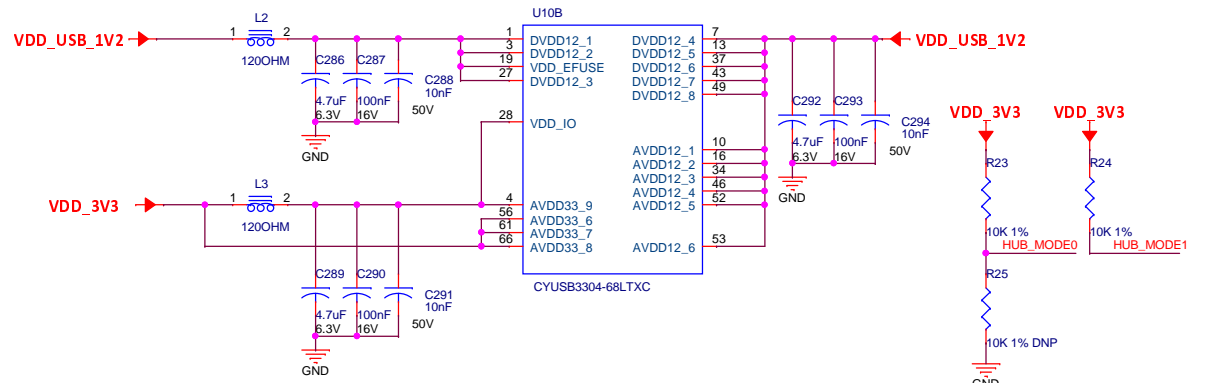 U10B
VDD_USB_1V2
1
L2
2
120OHM
C286
4.7uF
6.3V
C287
100nF
16V
C288
10nF
50V
GND
1 DVDD12_1
3 DVDD12_2
19 VDD_EFUSE
27 DVDD12_3
28 VDD_IO
4 AVDD33_9
56 AVDD33_6
61 AVDD33_7
66 AVDD33_8
DVDD12_4 7
DVDD12_5 13
DVDD12_6 37
DVDD12_7 43
DVDD12_8 49
AVDD12_1 10
AVDD12_2 16
AVDD12_3 34
AVDD12_4 46
AVDD12_5 52
AVDD12_6 53
CYUSB3304-68LTXC
VDD_3V3
1
L3
2
120OHM
C289
4.7uF
6.3V
C290
100nF
16V
C291
10nF
50V
GND
VDD_USB_1V2
C292
4.7uF
6.3V
C293
100nF
16V
C294
10nF
50V
GND
VDD_3V3
R23
10K 1%
HUB_MODE0
R25
10K 1% DNP
GND
VDD_3V3
R24
10K 1%
HUB_MODE1